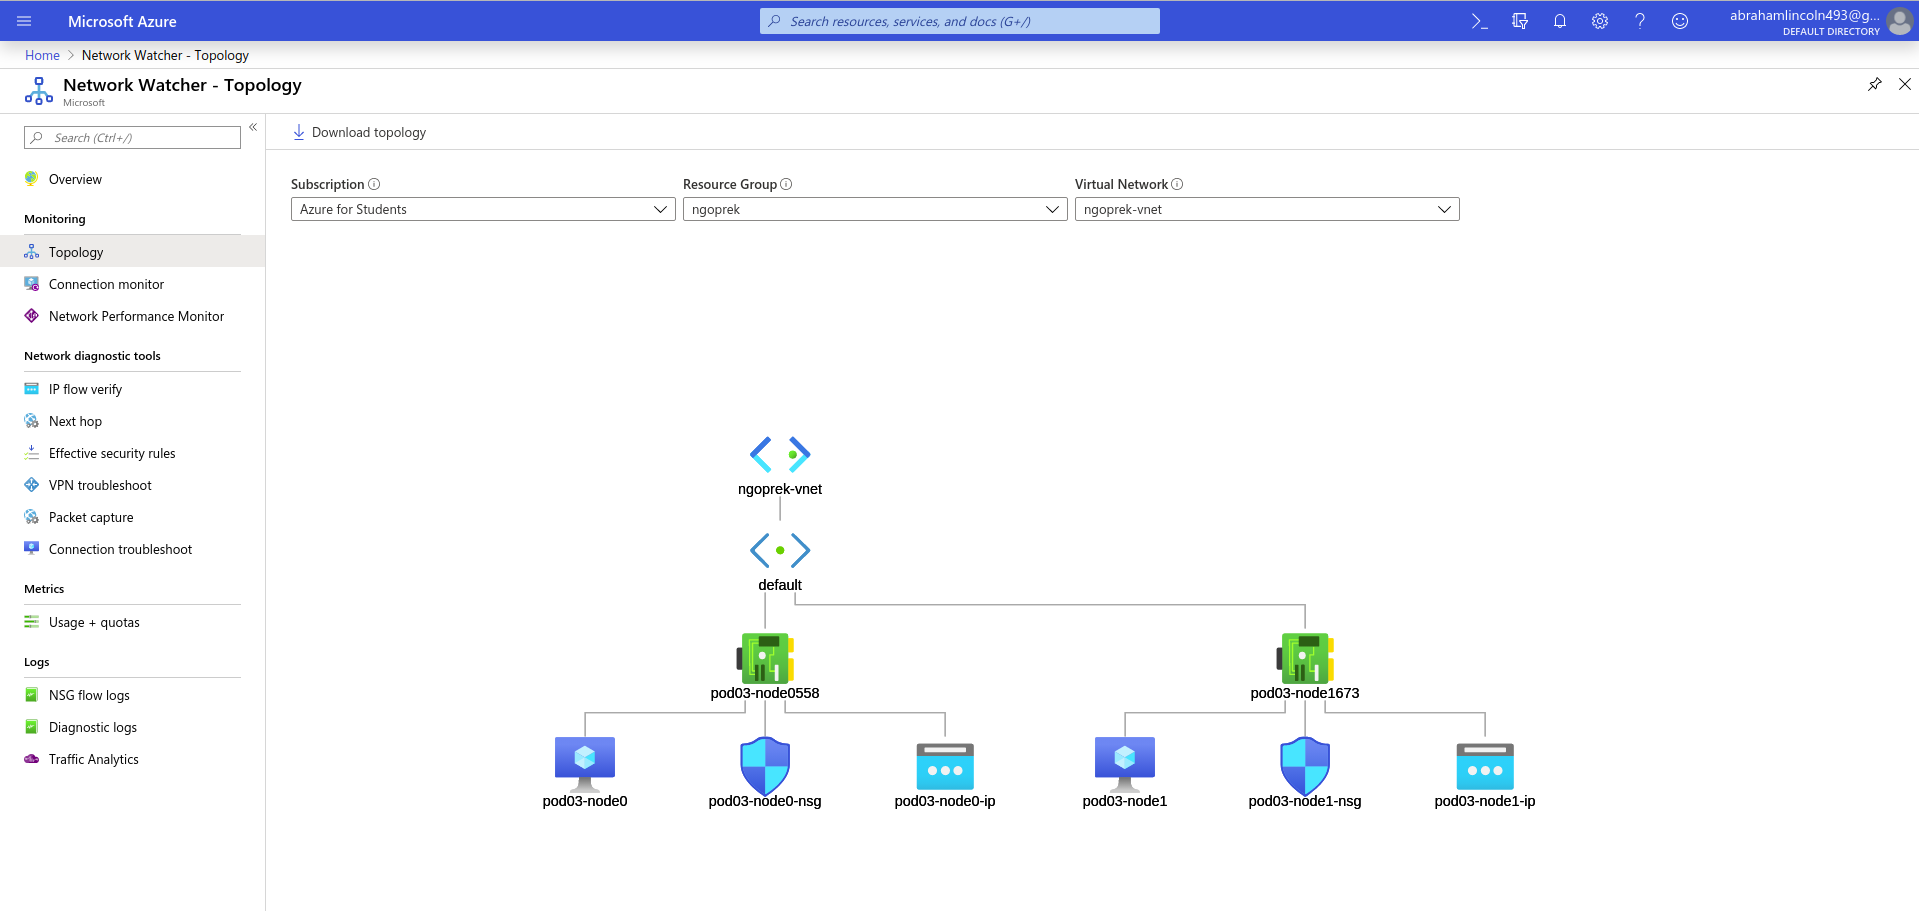 Microsoft Azure
Search resources, services, and docs (G+/)
abrahamlincoln493@g...
DEFAULT DIRECTORY
Home > Network Watcher - Topology
Network Watcher - Topology
Microsoft
Search (Ctrl+/)
«
Download topology
Overview
Subscription
Resource Group
Virtual Network
Azure for Students
ngoprek
ngoprek-vnet
Monitoring
Topology
Connection monitor
Network Performance Monitor
Network diagnostic tools
IP flow verify
Next hop
Effective security rules
VPN troubleshoot
Packet capture
Connection troubleshoot
Metrics
Usage + quotas
Logs
NSG flow logs
Diagnostic logs
Traffic Analytics
ngoprek-vnet
default
pod03-node0558
pod03-node1673
pod03-node0
pod03-node0-nsg
pod03-node0-ip
pod03-node1
pod03-node1-nsg
pod03-node1-ip